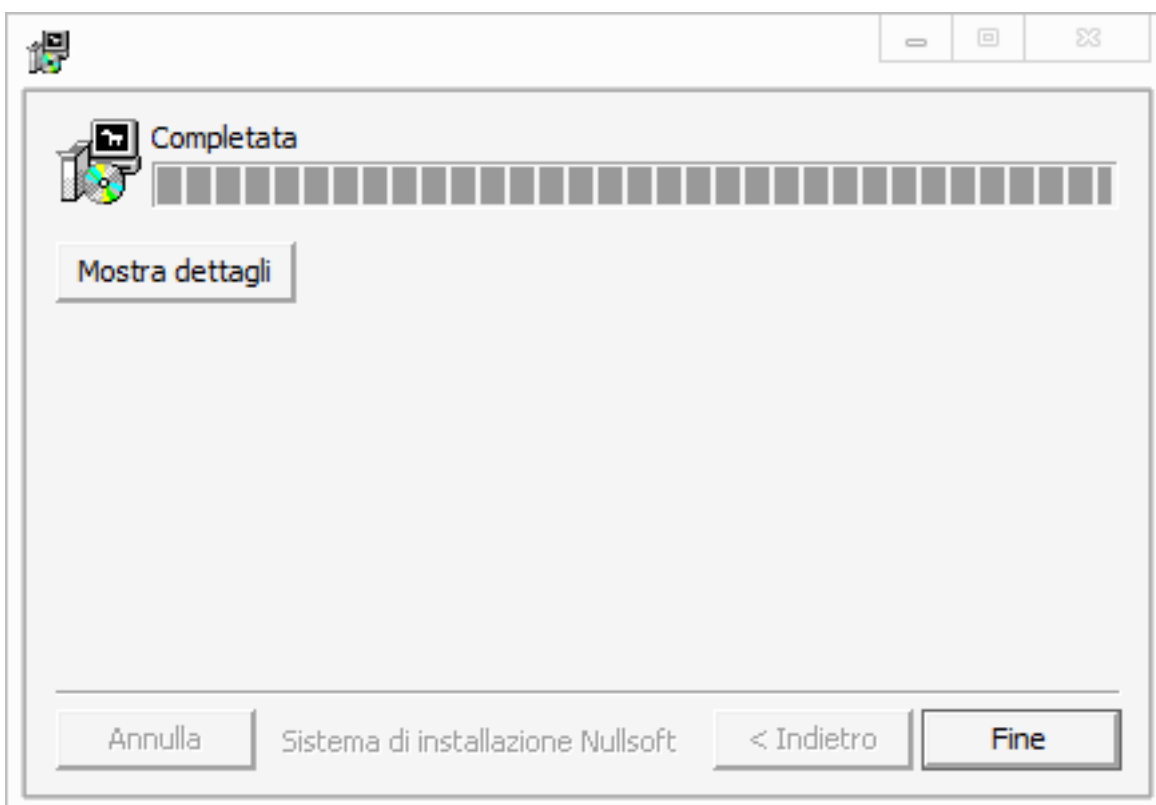 Completata
Mostra dettagli
Annulla
Sistema di installazione Nullsoft
< Indietro
Fine